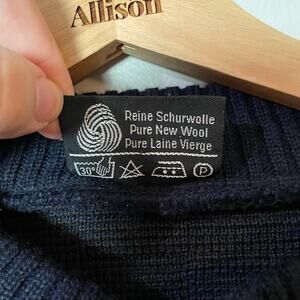 Allison
Reine Schurwolle
Pure New Wool
Pure Laine Vierge
30° P